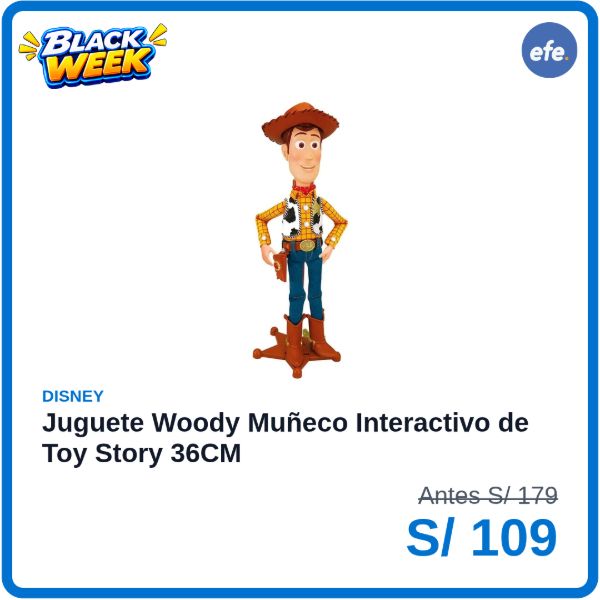 BLACK
WEEK
efe.
DISNEY
Juguete Woody Muñeco Interactivo de
Toy Story 36CM
Antes S/ 179
S/ 109